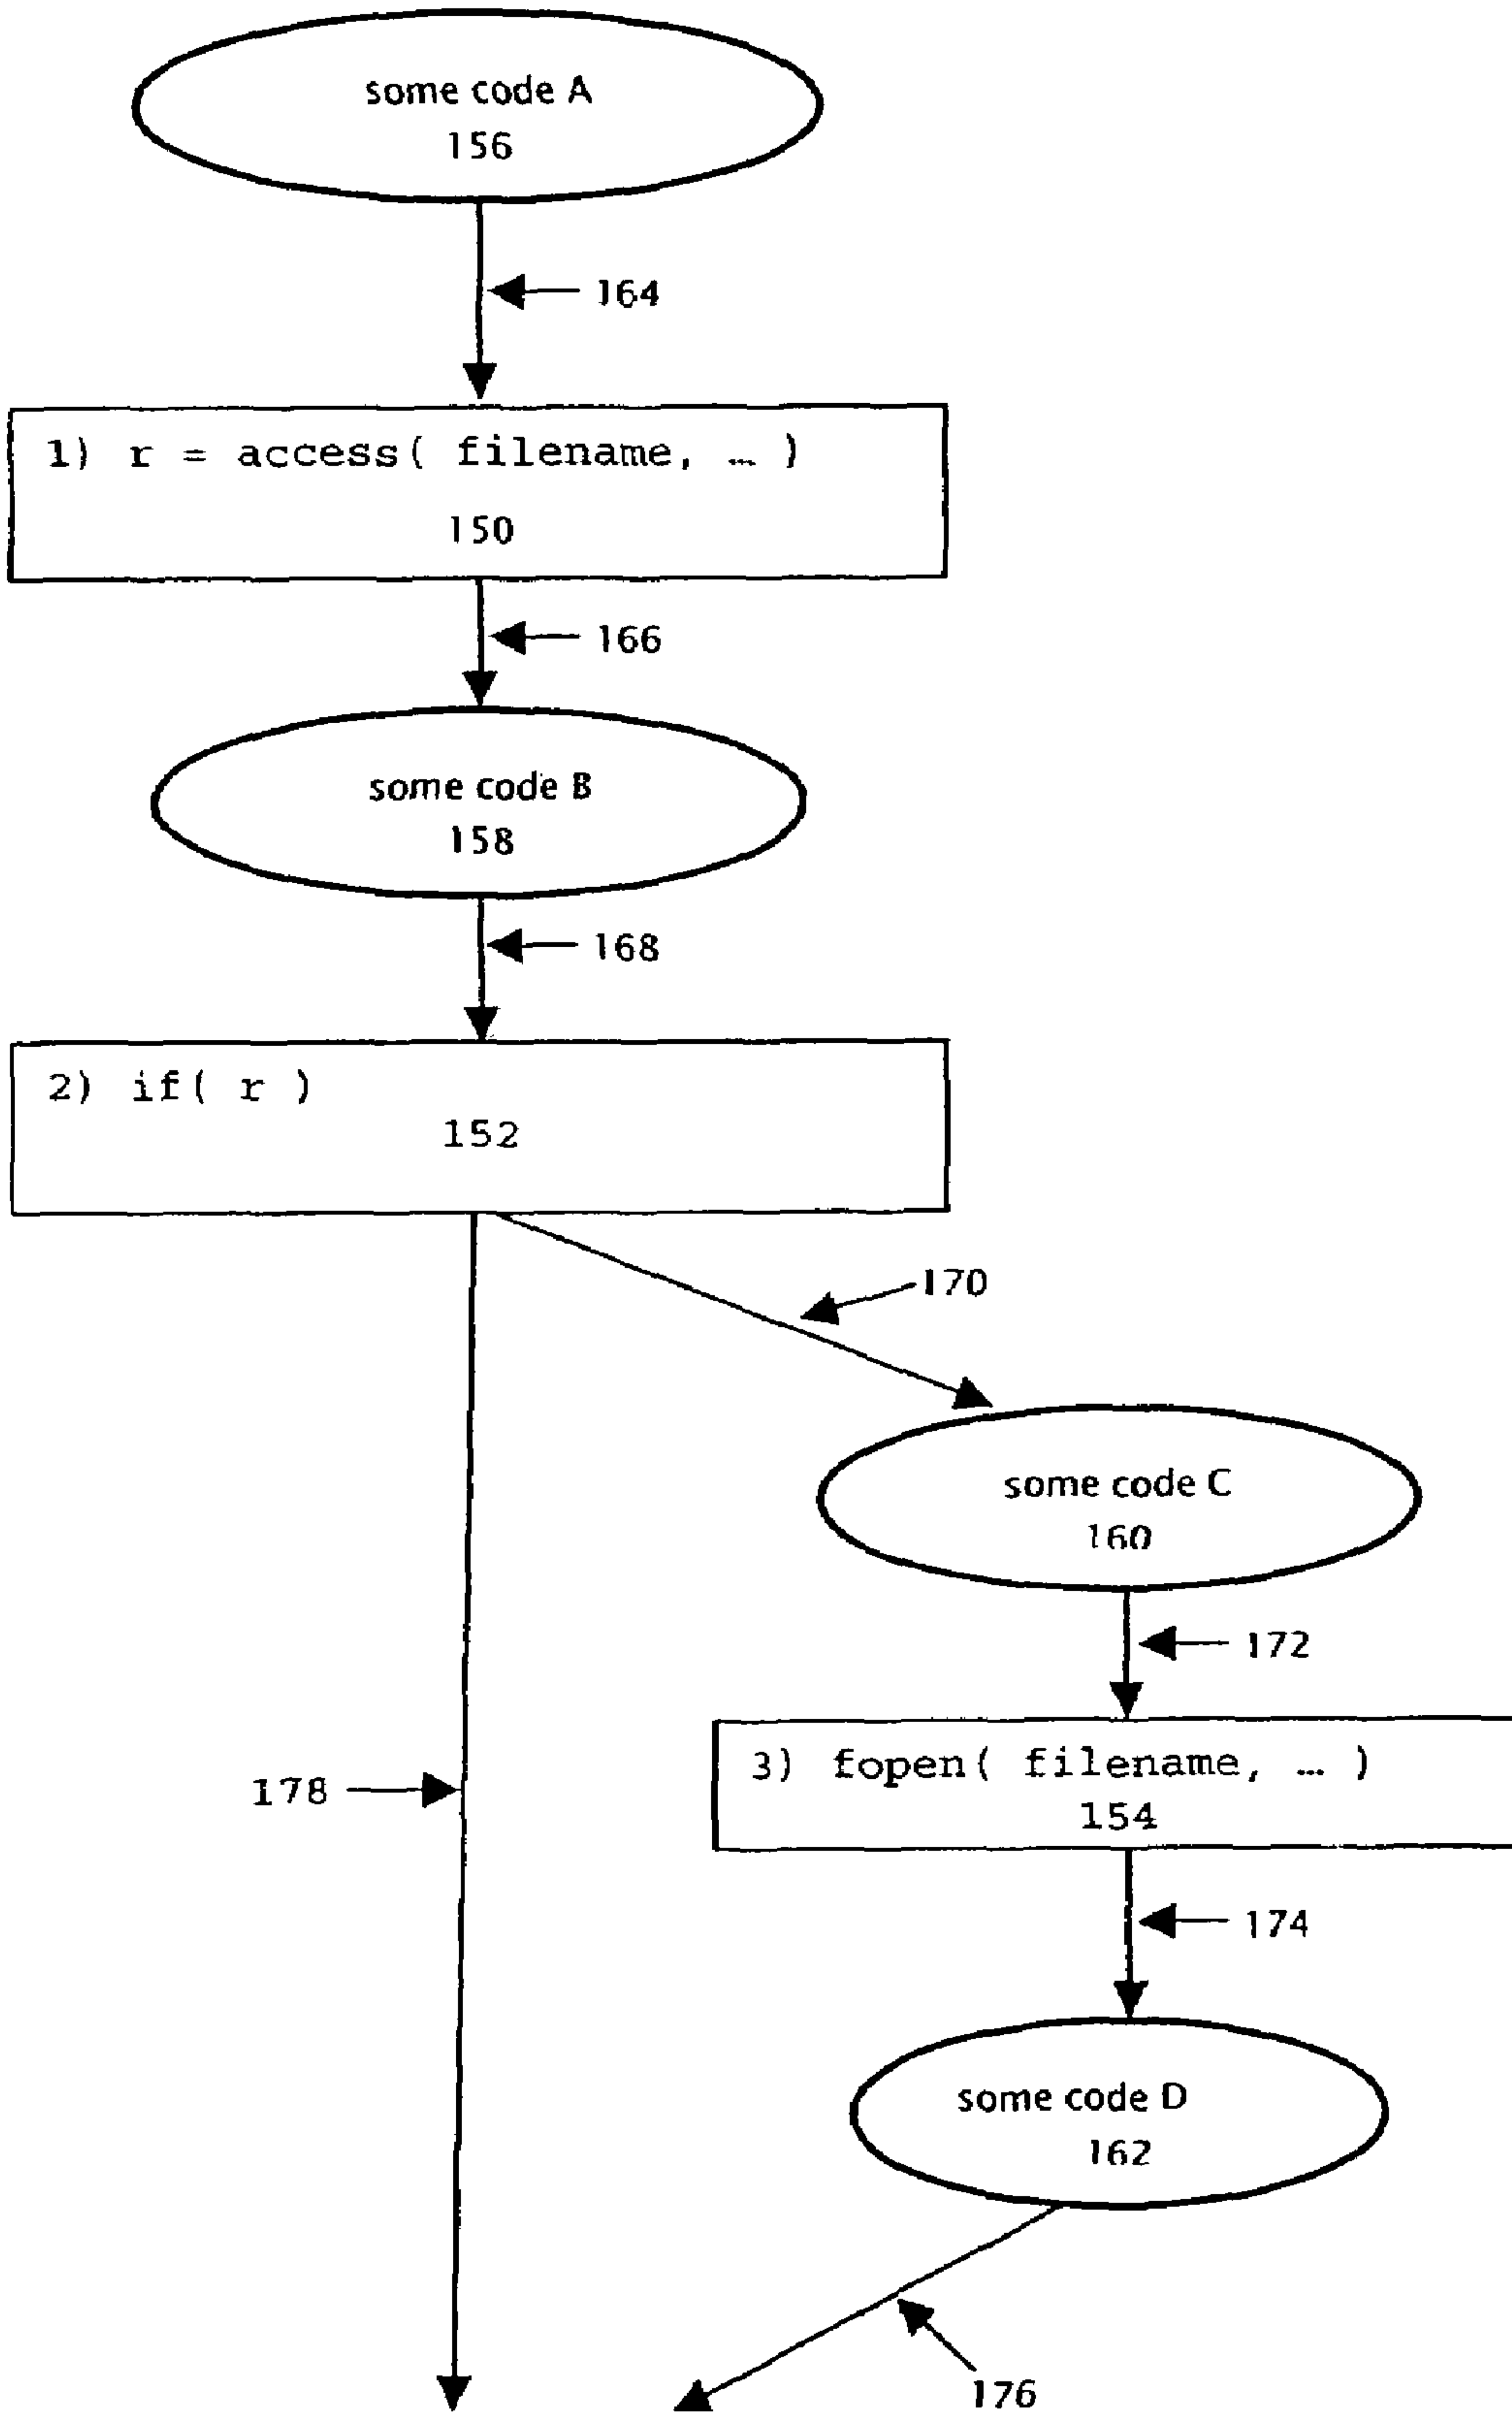 some code A
156
164
1) r = access( filename, … )
150
166
some code B
158
168
2) if( r )
152
170
some code C
160
172
3) fopen( filename, … )
154
178
174
some code D
162
176